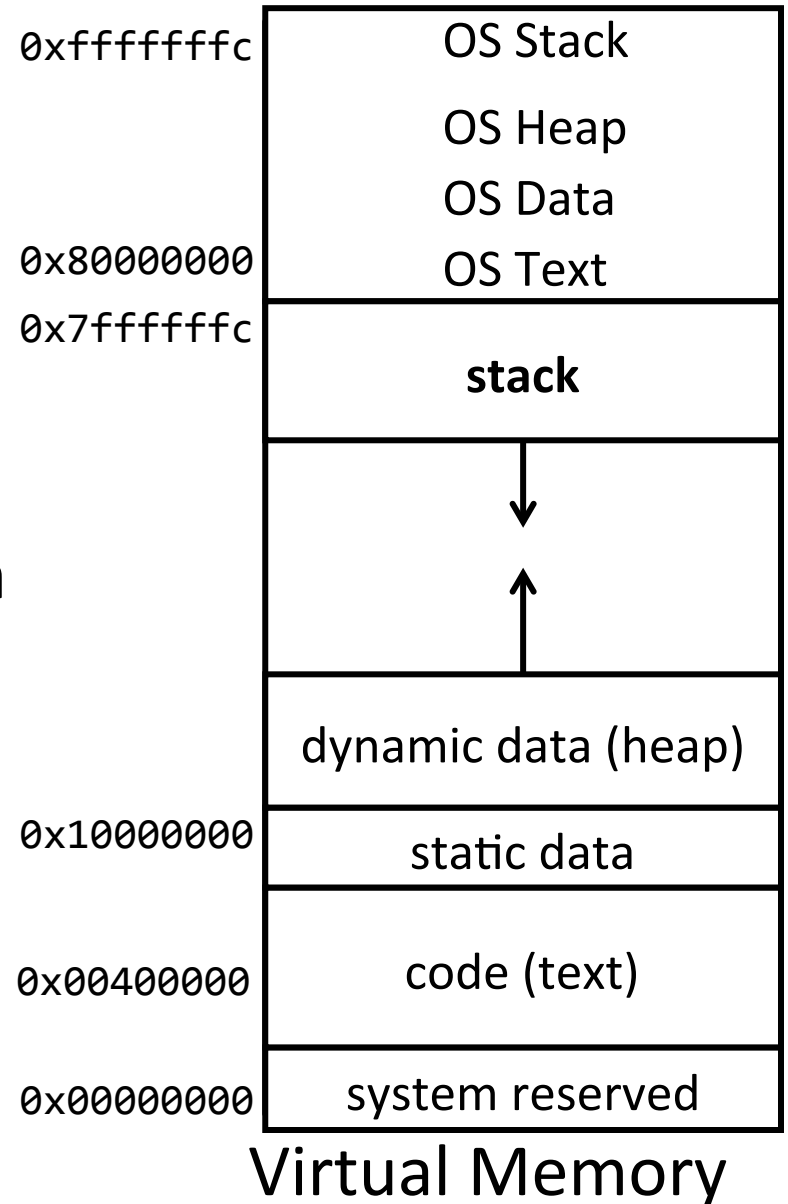 0xfffffffc OS Stack
OS Heap
OS Data
0x80000000 OS Text
0x7ffffffc
stack
dynamic data (heap)
0x10000000
static data
0x00400000 code (text)
0x00000000 system reserved
Virtual Memory